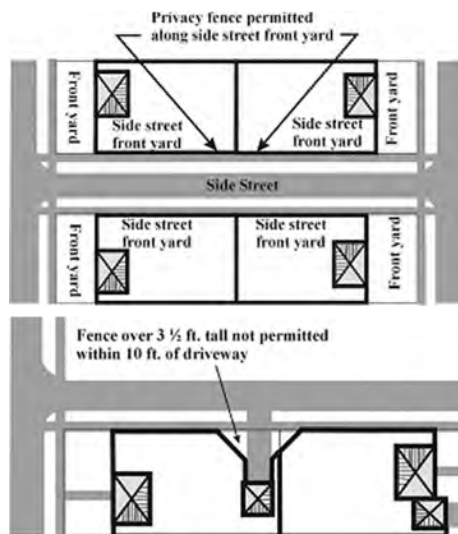 Privacy fence permitted
along side street front yard
Front yard
Side street
front yard
Side street
front yard
Front yard
Side Street
Front yard
Side street
front yard
Side street
front yard
Front yard
Fence over 3 ½ ft. tall not permitted
within 10 ft. of driveway